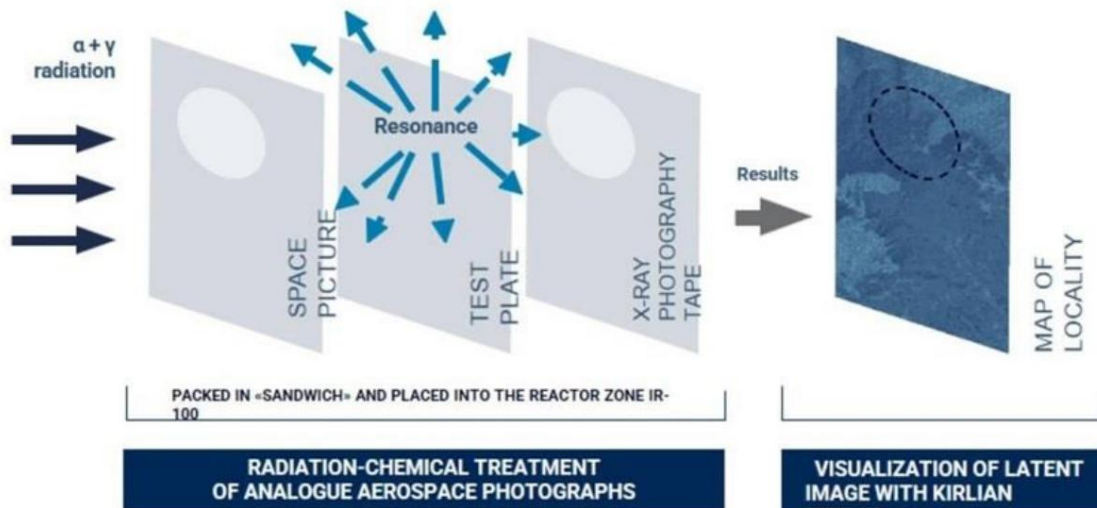 α + γ
radiation
Resonance
SPACE
PICTURE
TEST
PLATE
X-RAY
PHOTOGRAPHY
TAPE
Results
MAP OF
LOCALITY
PACKED IN «SANDWICH» AND PLACED INTO THE REACTOR ZONE IR-
100
RADIATION-CHEMICAL TREATMENT
OF ANALOGUE AEROSPACE PHOTOGRAPHS
VISUALIZATION OF LATENT
IMAGE WITH KIRLIAN